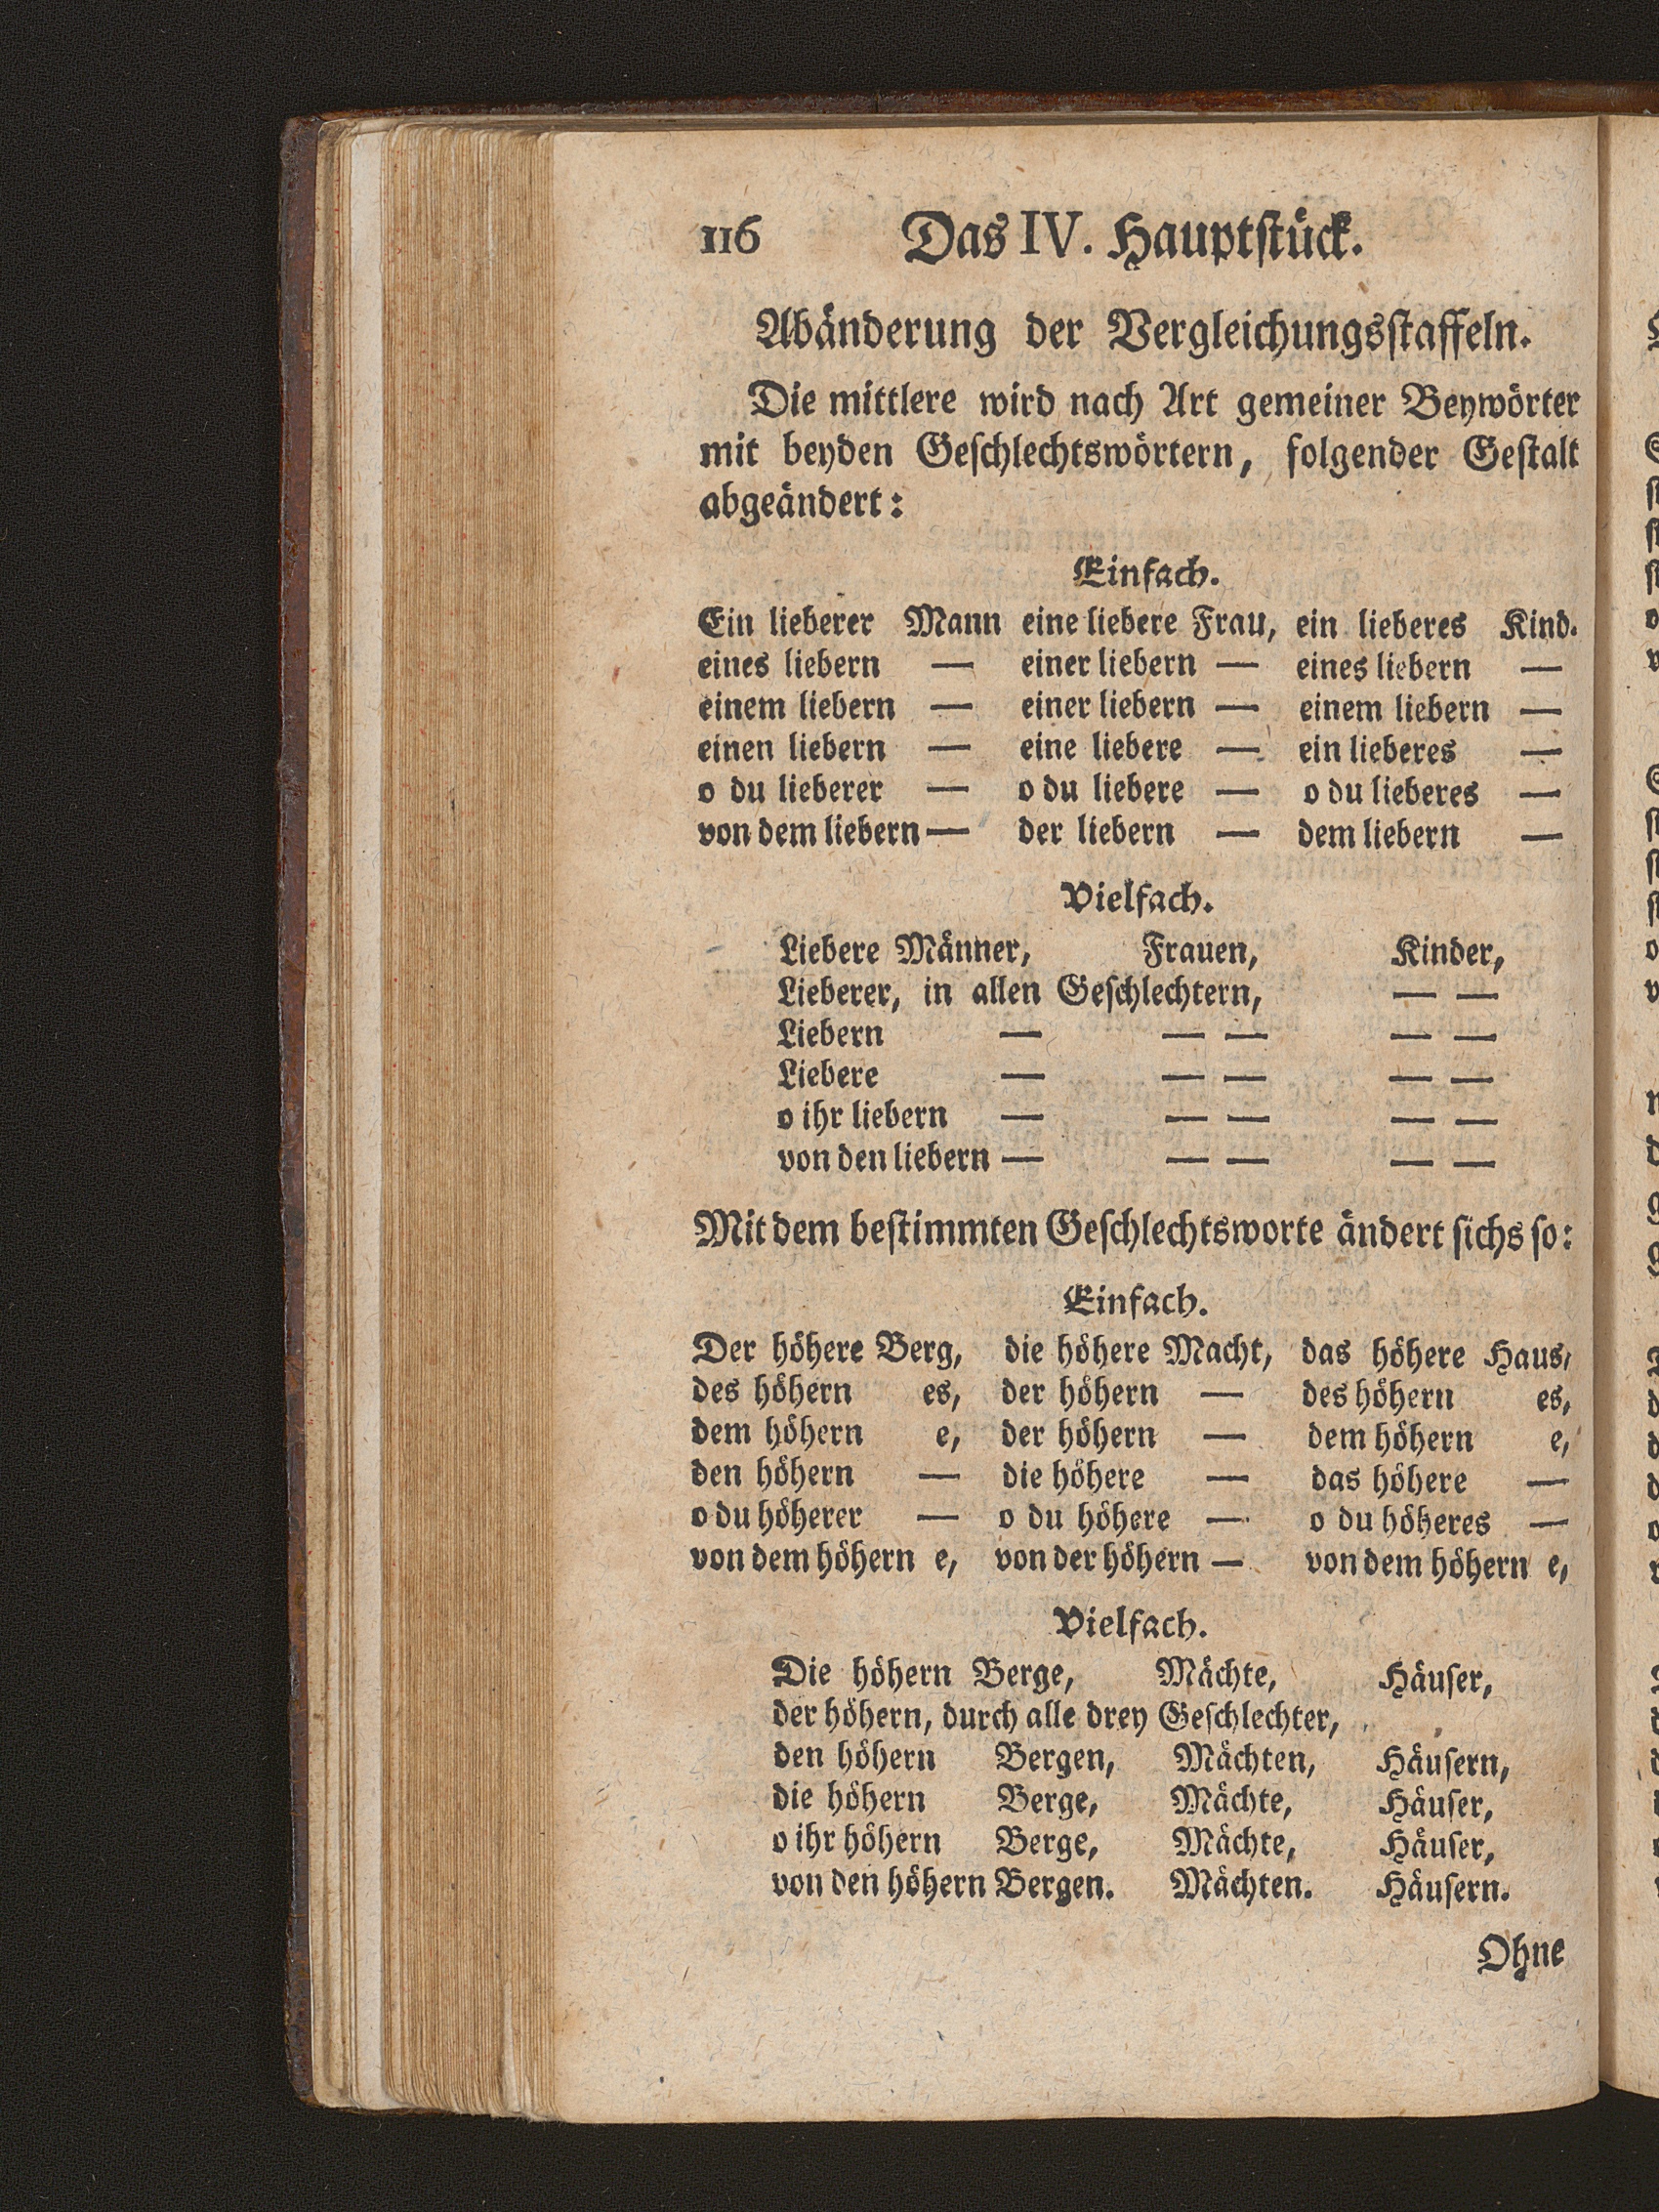 116 Das IV. Hauptſtück.
Abänderung der Vergleichungsſtaffeln.
Die mittlere wird nach Art gemeiner Beywörter
mit beyden Geſchlechtswörtern, folgender Geſtalt
abgeändert:
Einfach.
Ein lieberer Mann eine liebere Frau, ein lieberes Kind.
eines liebern — einer liebern — eines liebern —
einem liebern — einer liebern — einem liebern —
einen liebern — eine liebere — ein lieberes —
o du lieberer — o du liebere — o du lieberes —
von dem liebern — der liebern — dem liebern —
Vielfach.
Liebere Männer, Frauen, Kinder,
Lieberer, in allen Geſchlechtern, — —
Liebern — — — — —
Liebere — — — — —
o ihr liebern — — — — —
von den liebern — — — — —
Mit dem beſtimmten Geſchlechtsworte ändert ſichs ſo:
Einfach.
Der höhere Berg, die höhere Macht, das höhere Haus,
des höhern es, der höhern — des höhern es,
dem höhern e, der höhern — dem höhern e,
den höhern — die höhere — das höhere —
o du höherer — o du höhere — o du höheres —
von dem höhern e, von der höhern — von dem höhern e,
Vielfach.
Die höhern Berge, Mächte, Häuſer,
der höhern, durch alle drey Geſchlechter,
den höhern Bergen, Mächten, Häuſern,
die höhern Berge, Mächte, Häuſer,
o ihr höhern Berge, Mächte, Häuſer,
von den höhern Bergen. Mächten. Häuſern.
Ohne